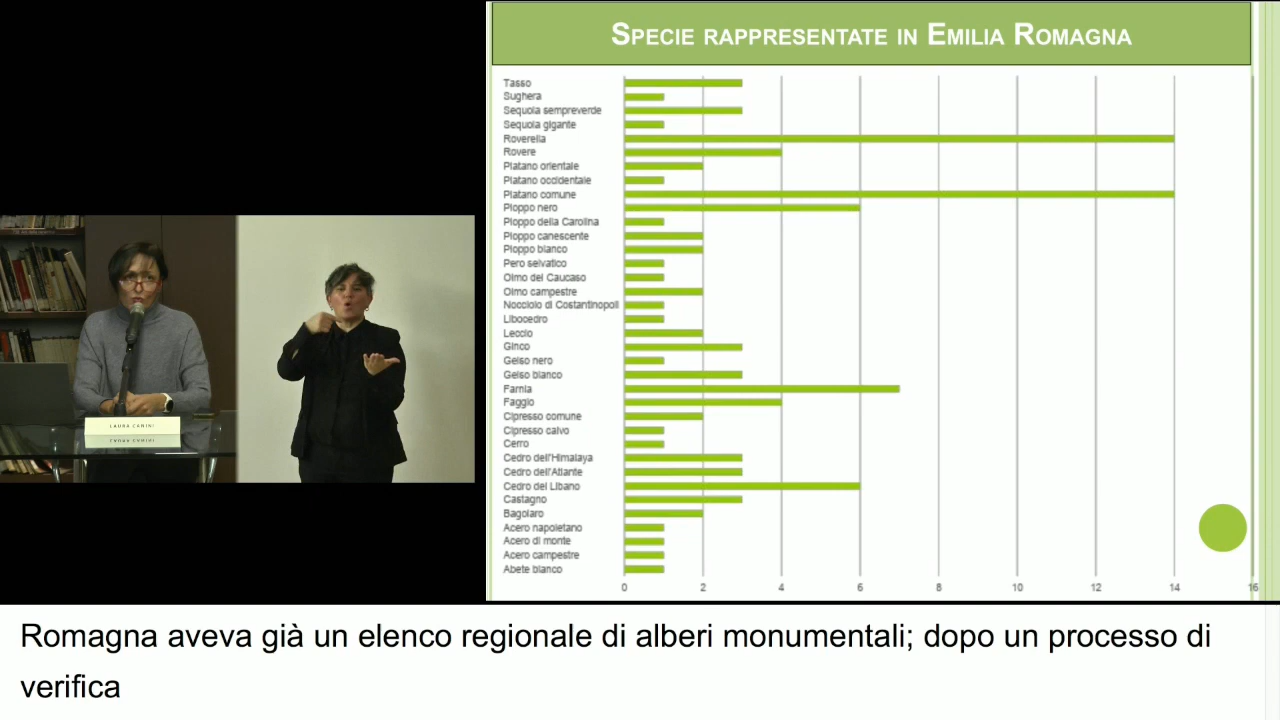 SPECIE RAPPRESENTATE IN EMILIA ROMAGNA
Tasso
Sughera
Sequoia sempreverde
Sequoia gigante
Roverella
Rovere
Platano orientale
Platano occidentale
Platano comune
Pioppo nero
Pioppo della Carolina
Pioppo canescente
Pioppo bianco
Pero selvatico
Olmo del Caucaso
Olmo campestre
Nocciolo di Costantinopoli
Libocedro
Leccio
Ginco
Gelso nero
Gelso bianco
Farnia
Faggio
Cipresso comune
Cipresso calvo
Cerro
Cedro dell'Himalaya
Cedro dell'Atlante
Cedro del Libano
Castagno
Bagolaro
Acero napoletano
Acero di monte
Acero campestre
Abete bianco
0 2 4 6 8 10 12 14 16
LAURA CARINI
Romagna aveva già un elenco regionale di alberi monumentali; dopo un processo di
verifica